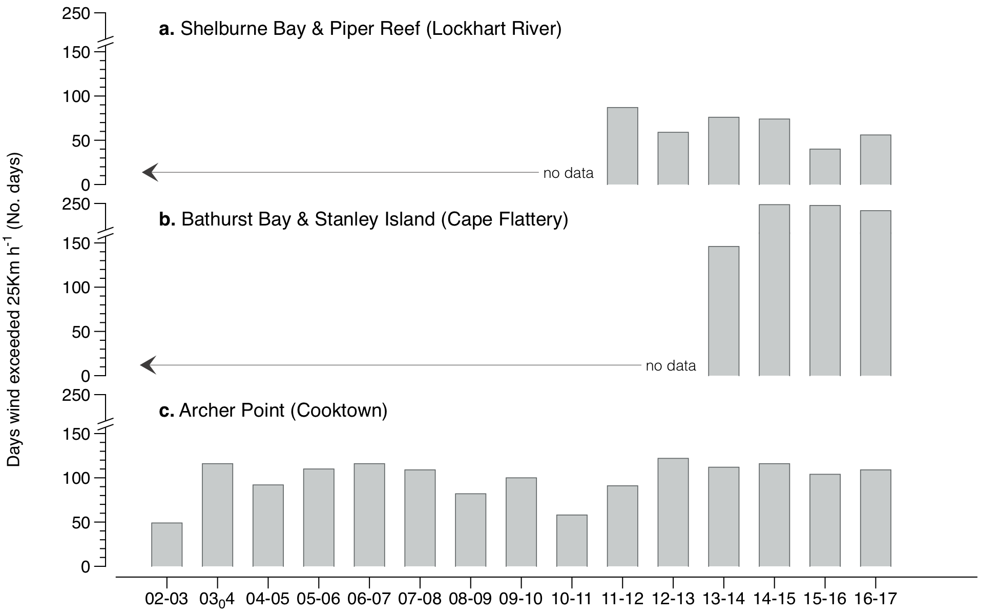 Days wind exceeded 25Km h-1 (No. days)
250
a. Shelburne Bay & Piper Reef (Lockhart River)
150
100
50
no data
0
250
b. Bathurst Bay & Stanley Island (Cape Flattery)
150
100
50
no data
0
250
c. Archer Point (Cooktown)
150
100
50
0
02-03 0304 04-05 05-06 06-07 07-08 08-09 09-10 10-11 11-12 12-13 13-14 14-15 15-16 16-17